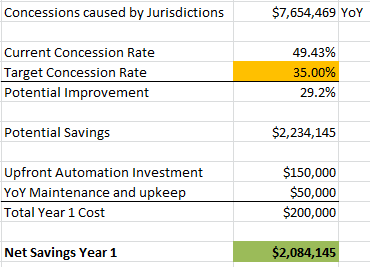 Concessions caused by Jurisdictions $7,654,469 YoY
Current Concession Rate 49.43%
Target Concession Rate 35.00%
Potential Improvement 29.2%
Potential Savings $2,234,145
Upfront Automation Investment $150,000
YoY Maintenance and upkeep $50,000
Total Year 1 Cost $200,000
Net Savings Year 1 $2,084,145